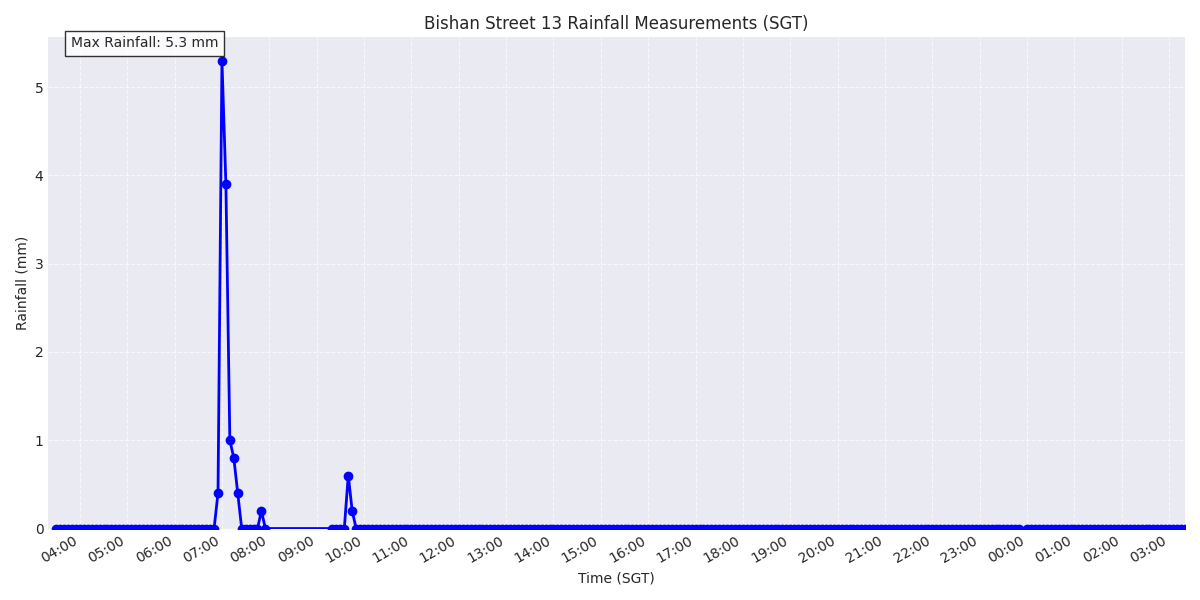 Bishan Street 13 Rainfall Measurements (SGT)
Max Rainfall: 5.3 mm
Rainfall (mm)
5
4
3
2
1
0
04:00 05:00 06:00 07:00 08:00 09:00 10:00 11:00 12:00 13:00 14:00 15:00 16:00 17:00 18:00 19:00 20:00 21:00 22:00 23:00 00:00 01:00 02:00 03:00
Time (SGT)